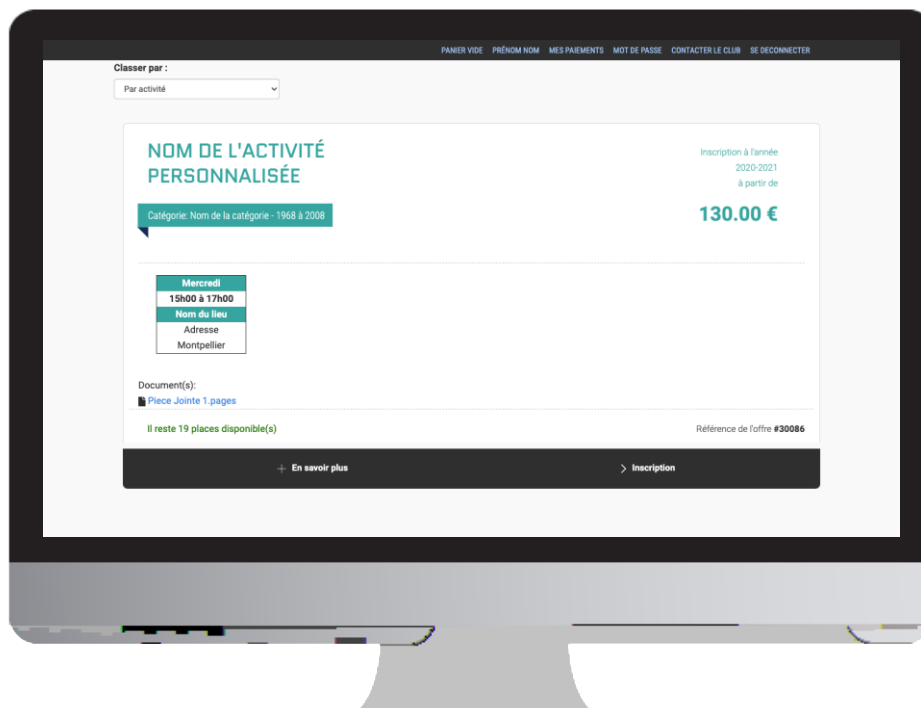 PANIER VIDE PRÉNOM NOM MES PAIEMENTS MOT DE PASSE CONTACTER LE CLUB SE DECONNECTER
Classer par :
Par activité
NOM DE L'ACTIVITÉ
PERSONNALISÉE
Inscription à l'année
2020-2021
à partir de
130.00 €
Catégorie: Nom de la catégorie - 1968 à 2008
Mercredi
15h00 à 17h00
Nom du lieu
Adresse
Montpellier
Document(s):
Piece Jointe 1.pages
Il reste 19 places disponible(s)
Référence de l'offre #30086
En savoir plus
Inscription